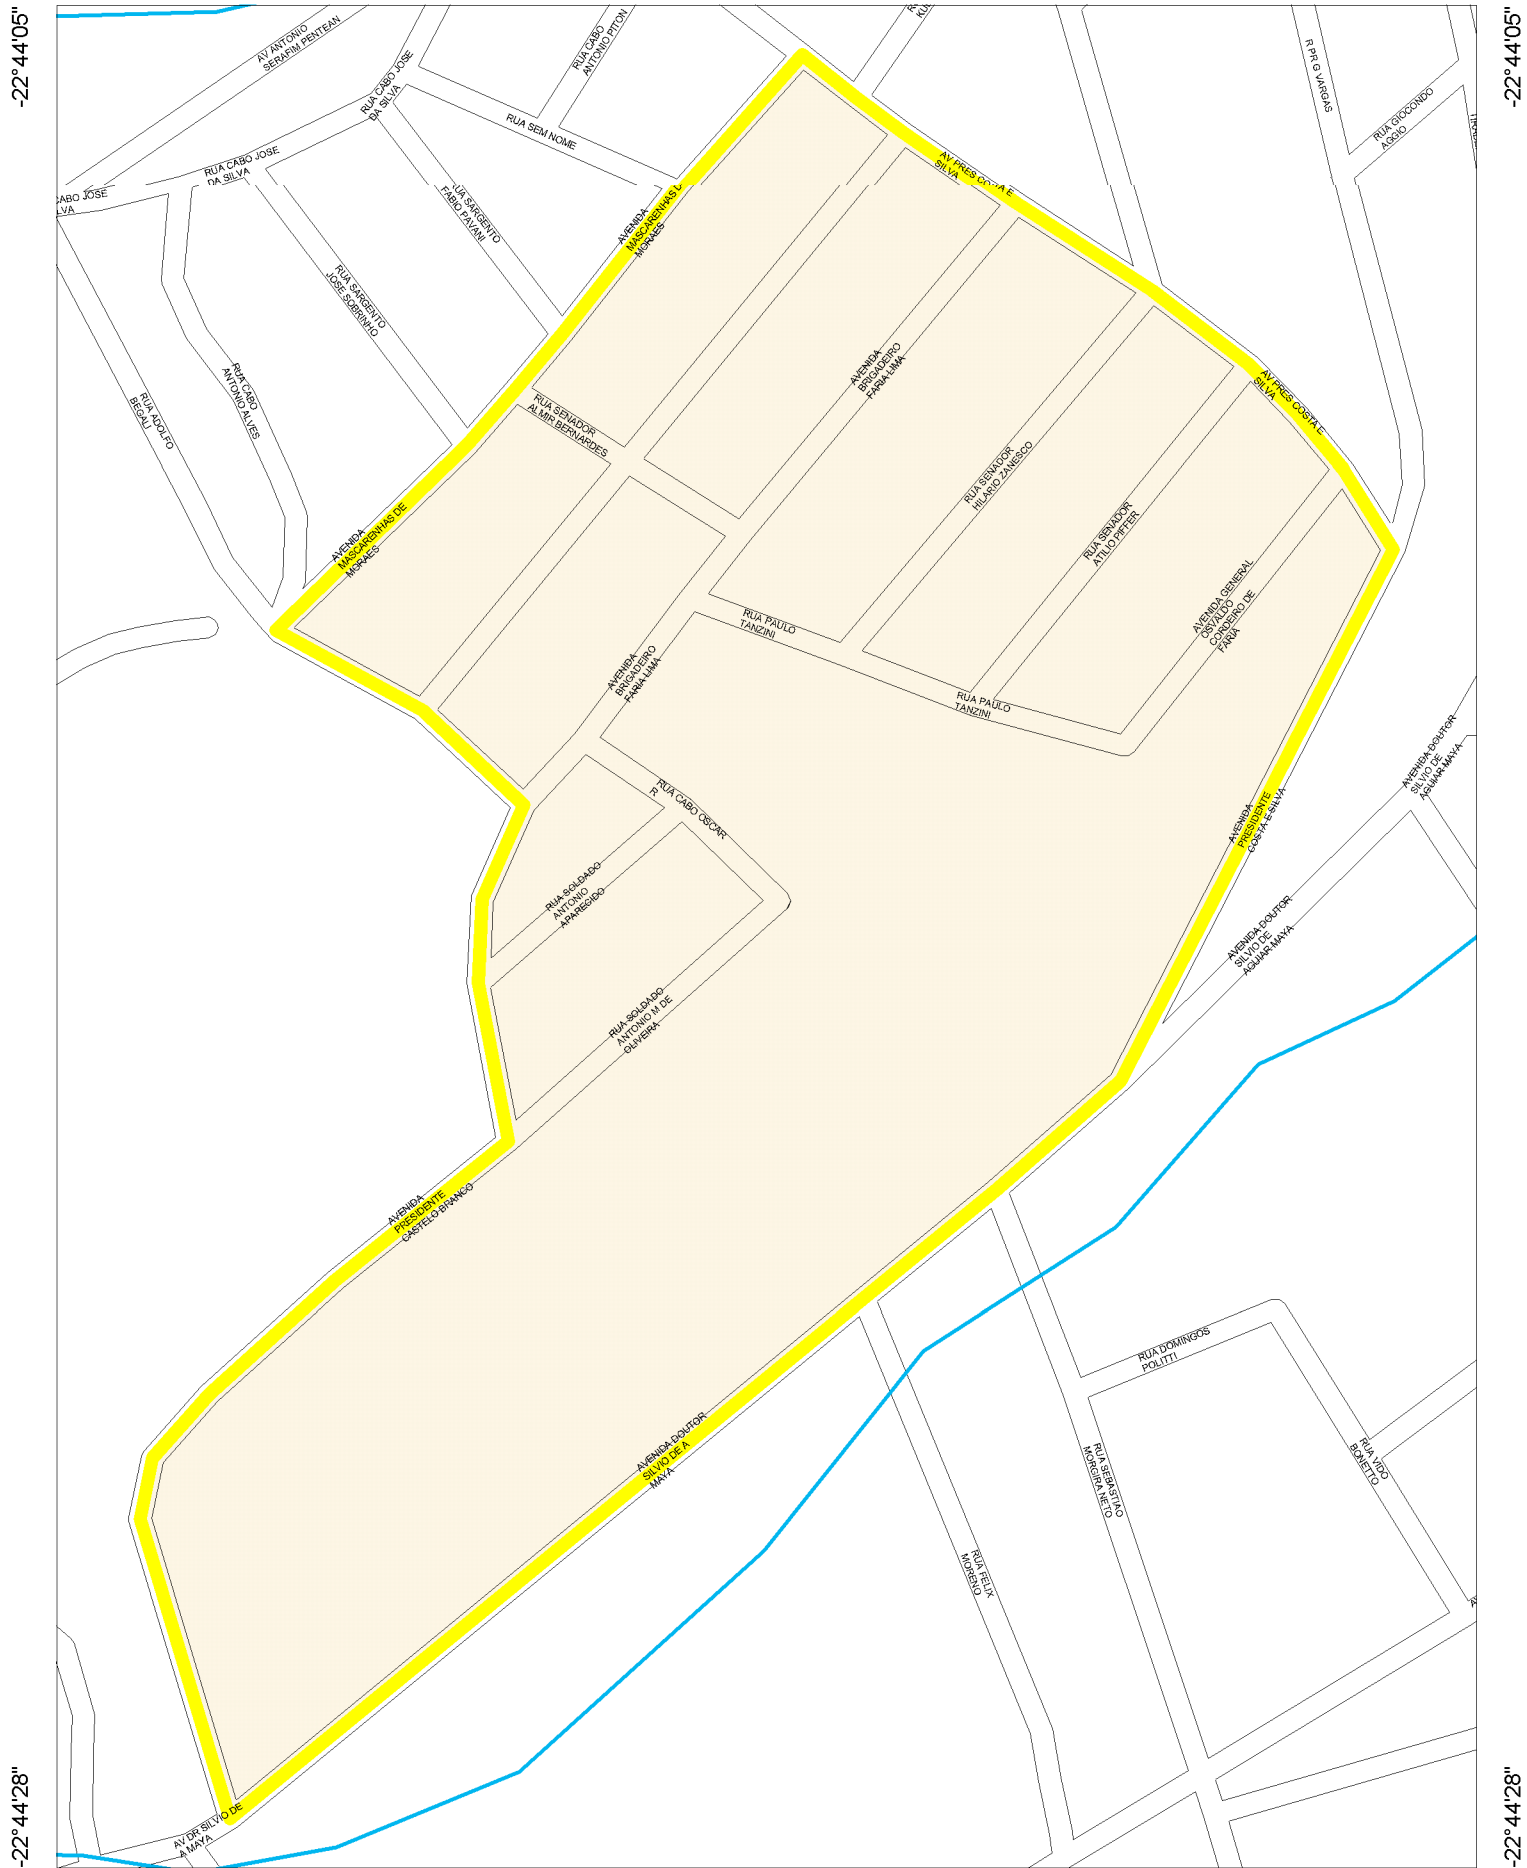 -22°44'05"
-22°44'05"
AV ANTONIO
SERAFIM PENTEAN
RUA CABO
ANTONIO PITON
R PR G VARGAS
RUA GIOCONDO
AGGIO
RUA CABO JOSE
DA SILVA
RUA SEM NOME
RUA CABO JOSE
DA SILVA
CABO JOSE
LVA
AV PRES COSTA E
SILVA
UA SARGENTO
FABIO PAVANI
AVENIDA
MASCARENHAS D
MORAES
RUA SARGENTO
JOSE SOBRINHO
RUA CABO
ANTONIO ALVES
RUA ADOLFO
BEGALI
AVENIDA
BRIGADEIRO
FARIA LIMA
AV PRES COSTA E
SILVA
RUA SENADOR
ALMIR BERNARDES
RUA SENADOR
HILARIO ZANESCO
AVENIDA
MASCARENHAS DE
MORAES
RUA SENADOR
ATILIO PIFFER
AVENIDA GENERAL
OSVALDO
CORDEIRO DE
FARIA
RUA PAULO
TANZINI
AVENIDA
BRIGADEIRO
FARIA LIMA
RUA PAULO
TANZINI
AVENIDA DOUTOR
SILVIO DE
AGUIAR MAYA
RUA CABO OSCAR
R
AVENIDA
PRESIDENTE
COSTA E SILVA
RUA SOLDADO
ANTONIO
APARECIDO
AVENIDA DOUTOR
SILVIO DE
AGUIAR MAYA
RUA SOLDADO
ANTONIO M DE
OLIVEIRA
AVENIDA
PRESIDENTE
CASTELO BRANCO
RUA DOMINGOS
POLITTI
AVENIDA DOUTOR
SILVIO DE A
MAYA
RUA SEBASTIAO
MORGIRA NETO
RUA VIDO
BONETTO
RUA FELIX
MORENO
AV DR SILVIO DE
A MAYA
-22°44'28"
-22°44'28"